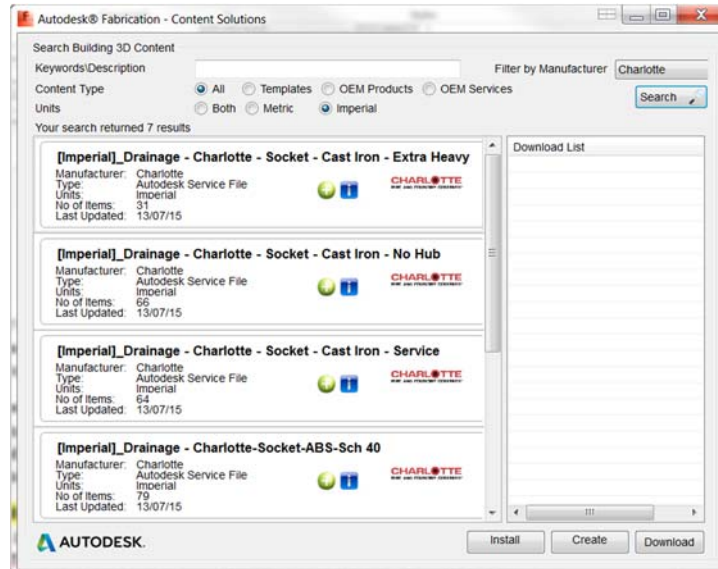 Autodesk® Fabrication - Content Solutions
Search Building 3D Content
Keywords\Description
Filter by Manufacturer Charlotte
Content Type All Templates OEM Products OEM Services
Search
Units Both Metric Imperial
Your search returned 7 results
Download List
[Imperial]_Drainage - Charlotte - Socket - Cast Iron - Extra Heavy
Manufacturer: Charlotte
Type: Autodesk Service File
Units: Imperial
No of Items: 31
Last Updated: 13/07/15
CHARLOTTE
[Imperial]_Drainage - Charlotte - Socket - Cast Iron - No Hub
Manufacturer: Charlotte
Type: Autodesk Service File
Units: Imperial
No of Items: 66
Last Updated: 13/07/15
CHARLOTTE
[Imperial]_Drainage - Charlotte - Socket - Cast Iron - Service
Manufacturer: Charlotte
Type: Autodesk Service File
Units: Imperial
No of Items: 64
Last Updated: 13/07/15
CHARLOTTE
[Imperial]_Drainage - Charlotte-Socket-ABS-Sch 40
Manufacturer: Charlotte
Type: Autodesk Service File
Units: Imperial
No of Items: 79
Last Updated: 13/07/15
CHARLOTTE
AUTODESK.
Install Create Download